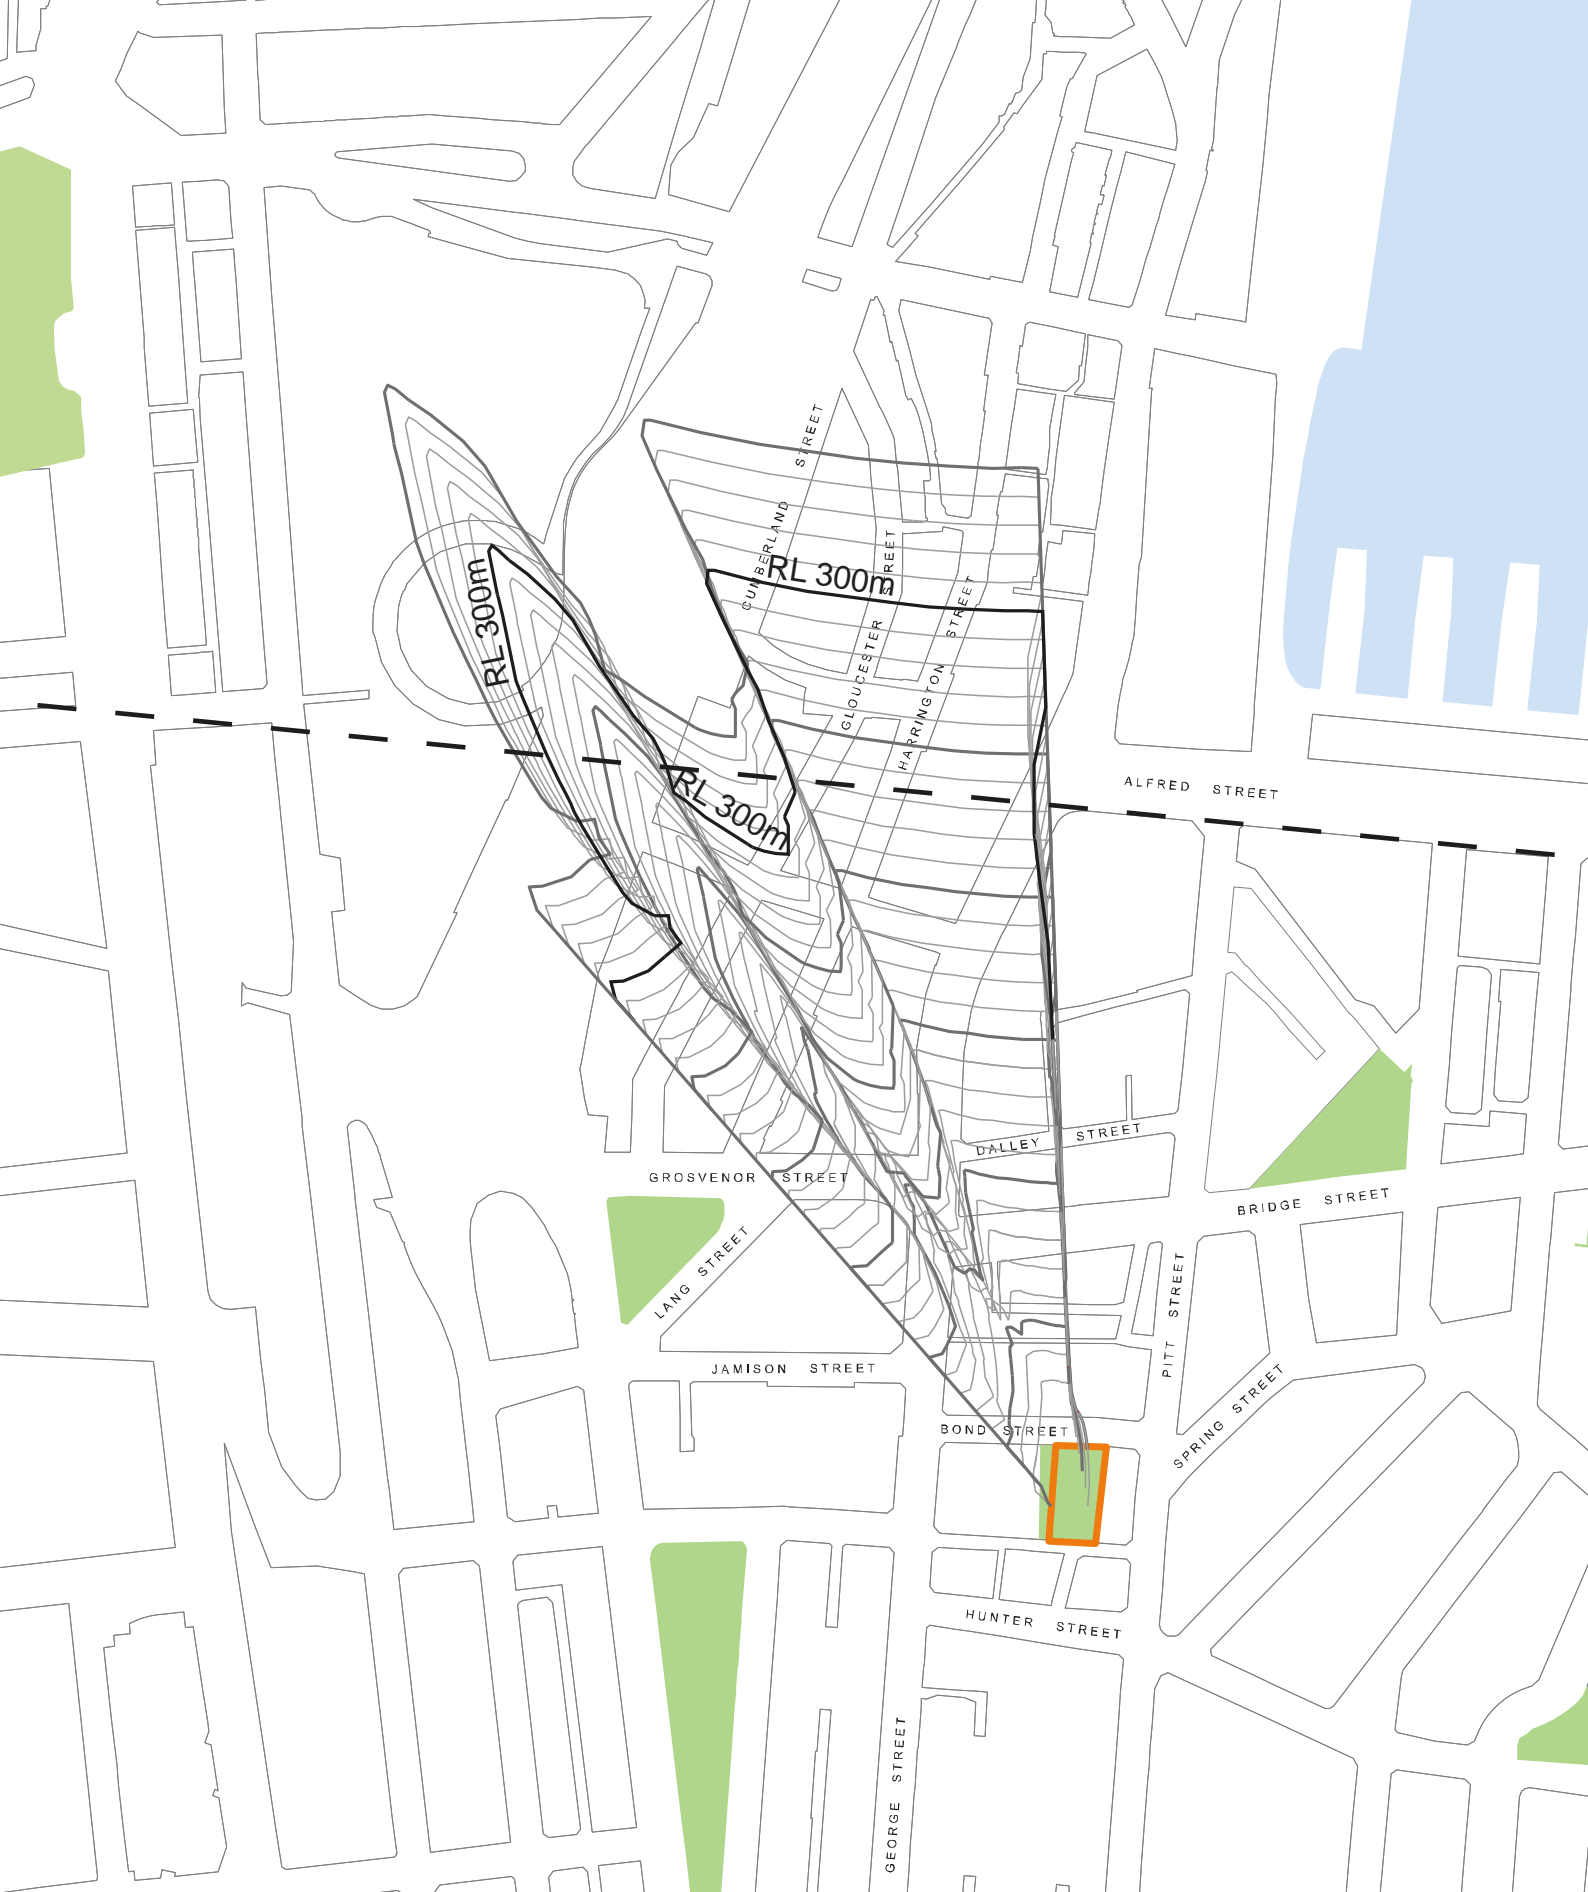 CUMBERLAND STREET
RL 300m
RL 300m
GLOUCESTER STREET
HARRINGTON STREET
RL 300m
ALFRED STREET
DALLEY STREET
GROSVENOR STREET
BRIDGE STREET
LANG STREET
PITT STREET
JAMISON STREET
SPRING STREET
BOND STREET
HUNTER STREET
GEORGE STREET